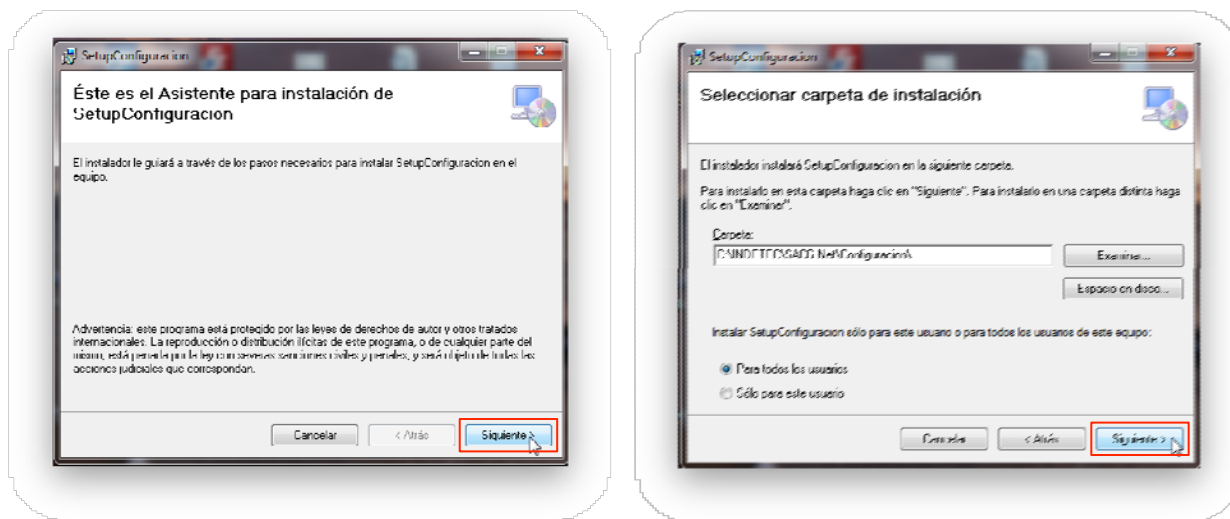 SetupConfiguracion
Éste es el Asistente para instalación de
SetupConfiguracion
El instalador le guiará a través de los pasos necesarios para instalar SetupConfiguracion en el
equipo.
Advertencia: este programa está protegido por las leyes de derechos de autor y otros tratados
internacionales. La reproducción o distribución ilícitas de este programa, o de cualquier parte del
mismo, está penada por la ley con severas sanciones civiles y penales, y será objeto de todas las
acciones judiciales que correspondan.
Cancelar
< Atrás
Siguiente >
SetupConfiguracion
Seleccionar carpeta de instalación
El instalador instalará SetupConfiguracion en la siguiente carpeta.
Para instalarlo en esta carpeta haga clic en "Siguiente". Para instalarlo en una carpeta distinta haga
clic en "Examinar".
Carpeta:
C:\INDETEC\SACG.Net\Configuracion\
Examinar...
Espacio en disco...
Instalar SetupConfiguracion sólo para este usuario o para todos los usuarios de este equipo:
Para todos los usuarios
Sólo para este usuario
Cancelar
< Atrás
Siguiente >